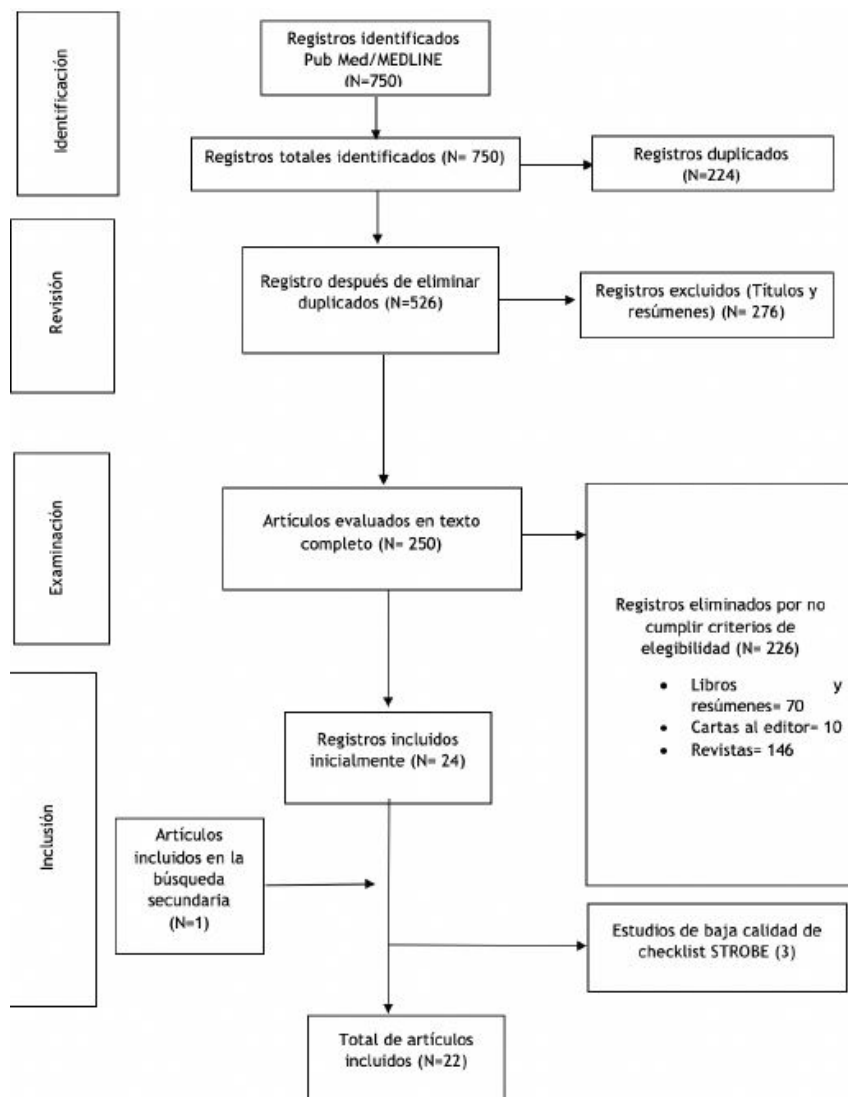 Identificación
Registros identificados
Pub Med/MEDLINE
(N=750)
Registros totales identificados (N= 750)
Registros duplicados
(N=224)
Revisión
Registro después de eliminar
duplicados (N=526)
Registros excluidos (Títulos y
resúmenes) (N= 276)
Examinación
Artículos evaluados en texto
completo (N= 250)
Registros eliminados por no
cumplir criterios de
elegibilidad (N= 226)
• Libros y
resúmenes= 70
• Cartas al editor= 10
• Revistas= 146
Inclusión
Registros incluidos
inicialmente (N= 24)
Artículos
incluidos en la
búsqueda
secundaria
(N=1)
Estudios de baja calidad de
checklist STROBE (3)
Total de artículos
incluidos (N=22)